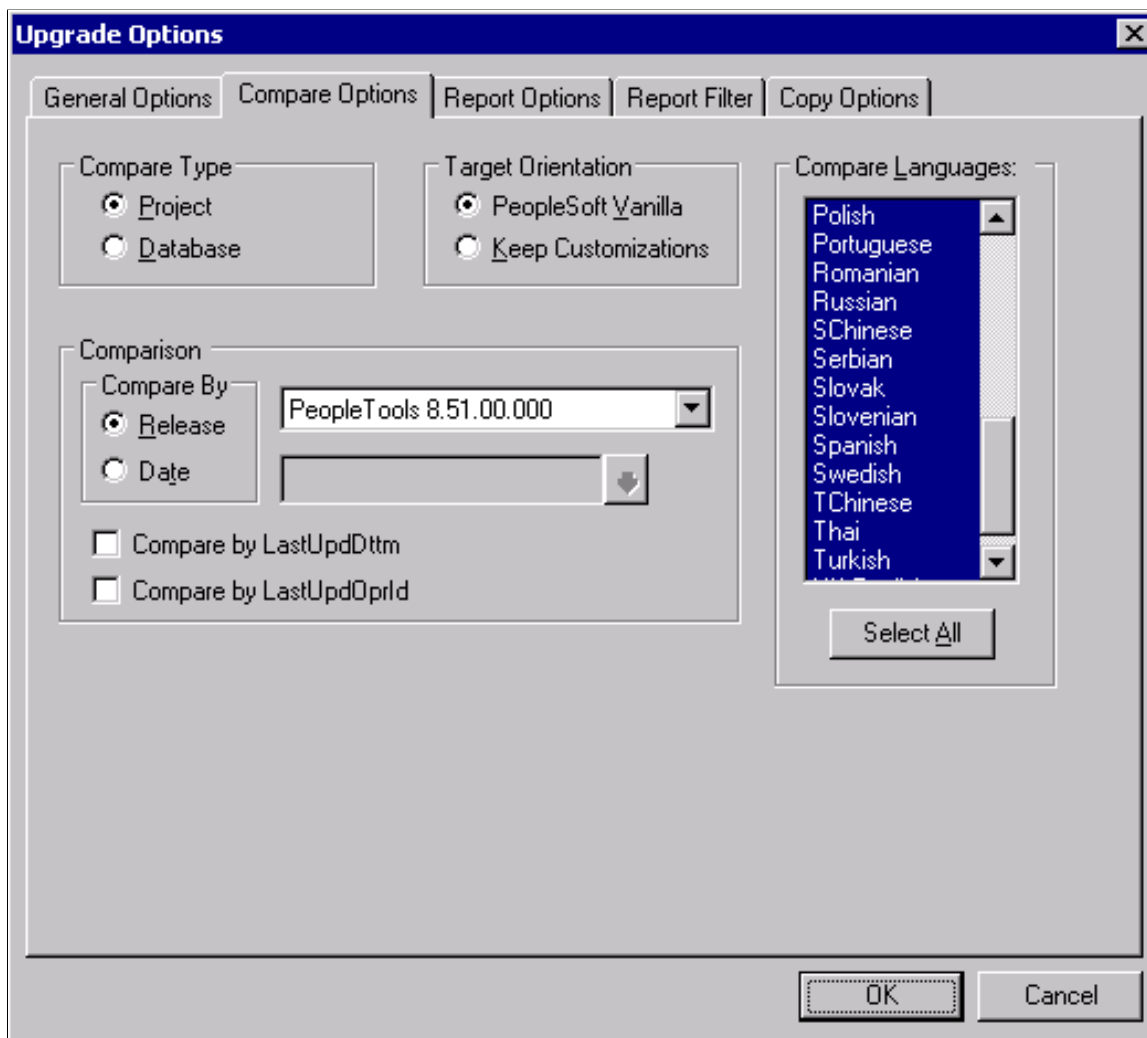 Upgrade Options
General Options
Compare Options
Report Options
Report Filter
Copy Options
Compare Type
Project
Database
Target Orientation
PeopleSoft Vanilla
Keep Customizations
Compare Languages:
Polish
Portuguese
Romanian
Russian
SChinese
Serbian
Slovak
Slovenian
Spanish
Swedish
TChinese
Thai
Turkish
Select All
Comparison
Compare By
Release
Date
PeopleTools 8.51.00.000
Compare by LastUpdDttm
Compare by LastUpdOprId
OK
Cancel